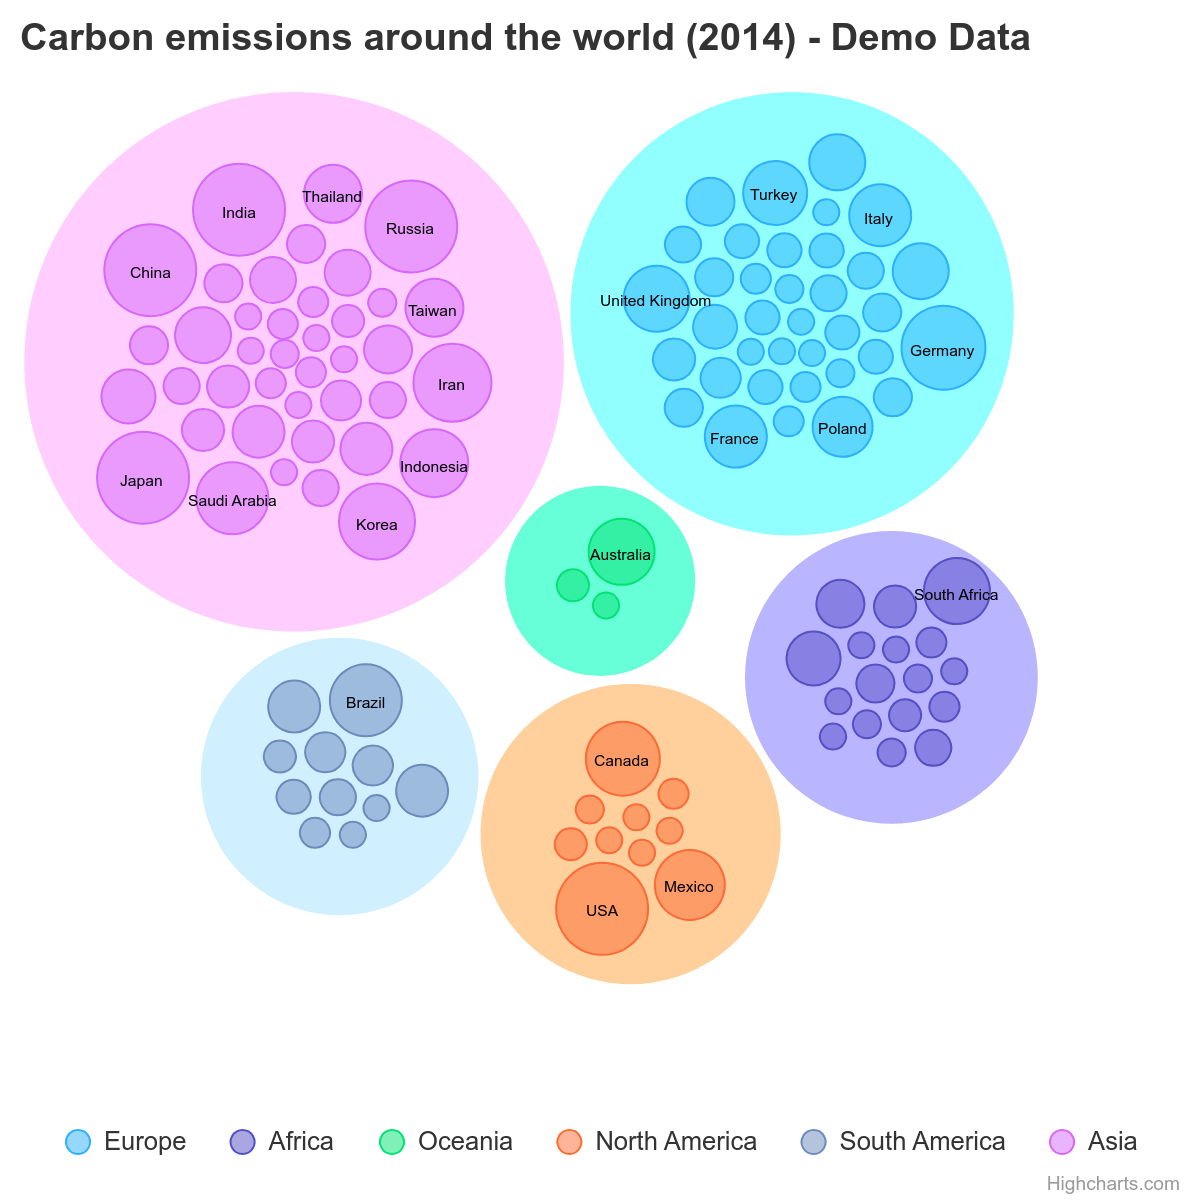 Carbon emissions around the world (2014) - Demo Data
Thailand
India
Russia
China
Taiwan
Iran
Japan
Saudi Arabia
Indonesia
Korea
Turkey
Italy
United Kingdom
Germany
France
Poland
Australia
South Africa
Brazil
Canada
Mexico
USA
Europe
Africa
Oceania
North America
South America
Asia
Highcharts.com